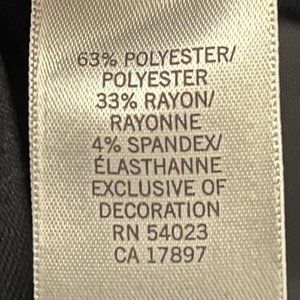 63% POLYESTER/
POLYESTER
33% RAYON/
RAYONNE
4% SPANDEX/
ÉLASTHANNE
EXCLUSIVE OF
DECORATION
RN 54023
CA 17897